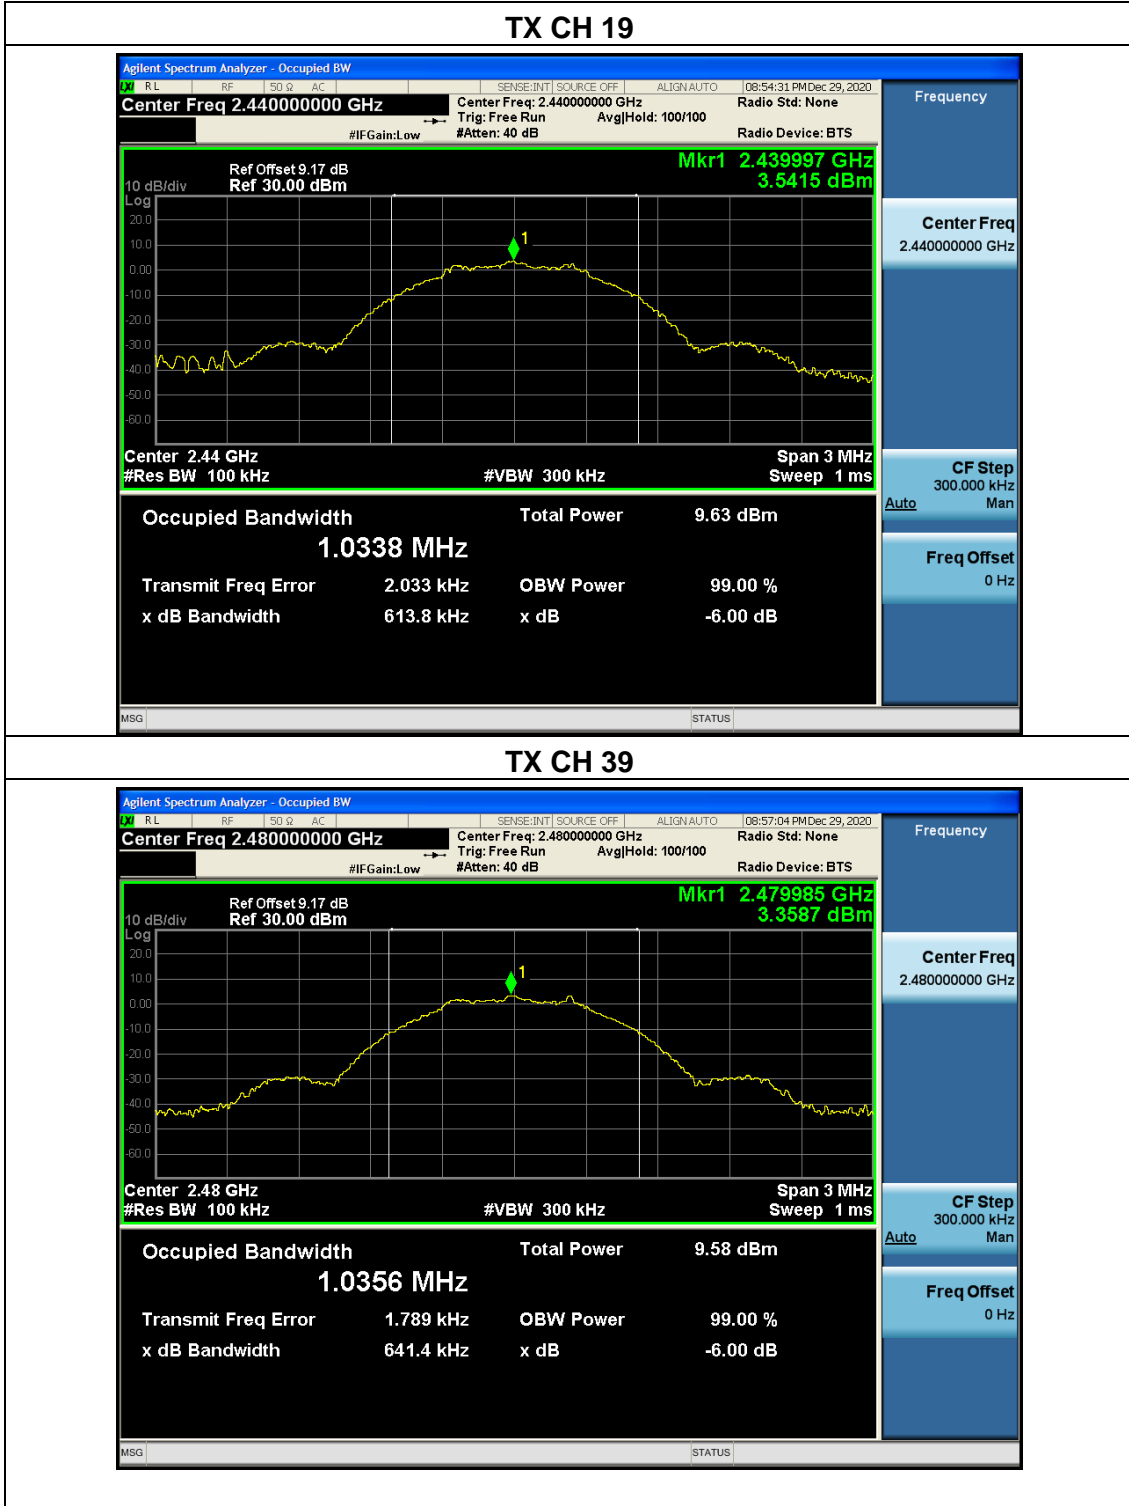 TX CH 19
Agilent Spectrum Analyzer - Occupied BW
LXI RL RF 50 Ω AC SENSE:INT SOURCE OFF ALIGN AUTO 08:54:31 PM Dec 29, 2020
Center Freq 2.440000000 GHz
Center Freq: 2.440000000 GHz Radio Std: None
Trig: Free Run Avg|Hold: 100/100
#IFGain:Low #Atten: 40 dB Radio Device: BTS
Frequency
Mkr1 2.439997 GHz
3.5415 dBm
Ref Offset 9.17 dB
10 dB/div Ref 30.00 dBm
Log
20.0
10.0
0.00
-10.0
-20.0
-30.0
-40.0
-50.0
-60.0
1
Center 2.44 GHz Span 3 MHz
#Res BW 100 kHz #VBW 300 kHz Sweep 1 ms
Center Freq
2.440000000 GHz
CF Step
300.000 kHz
Auto Man
Freq Offset
0 Hz
Occupied Bandwidth Total Power 9.63 dBm
1.0338 MHz
Transmit Freq Error 2.033 kHz OBW Power 99.00 %
x dB Bandwidth 613.8 kHz x dB -6.00 dB
MSG STATUS
TX CH 39
Agilent Spectrum Analyzer - Occupied BW
LXI RL RF 50 Ω AC SENSE:INT SOURCE OFF ALIGN AUTO 08:57:04 PM Dec 29, 2020
Center Freq 2.480000000 GHz
Center Freq: 2.480000000 GHz Radio Std: None
Trig: Free Run Avg|Hold: 100/100
#IFGain:Low #Atten: 40 dB Radio Device: BTS
Frequency
Mkr1 2.479985 GHz
3.3587 dBm
Ref Offset 9.17 dB
10 dB/div Ref 30.00 dBm
Log
20.0
10.0
0.00
-10.0
-20.0
-30.0
-40.0
-50.0
-60.0
1
Center 2.48 GHz Span 3 MHz
#Res BW 100 kHz #VBW 300 kHz Sweep 1 ms
Center Freq
2.480000000 GHz
CF Step
300.000 kHz
Auto Man
Freq Offset
0 Hz
Occupied Bandwidth Total Power 9.58 dBm
1.0356 MHz
Transmit Freq Error 1.789 kHz OBW Power 99.00 %
x dB Bandwidth 641.4 kHz x dB -6.00 dB
MSG STATUS